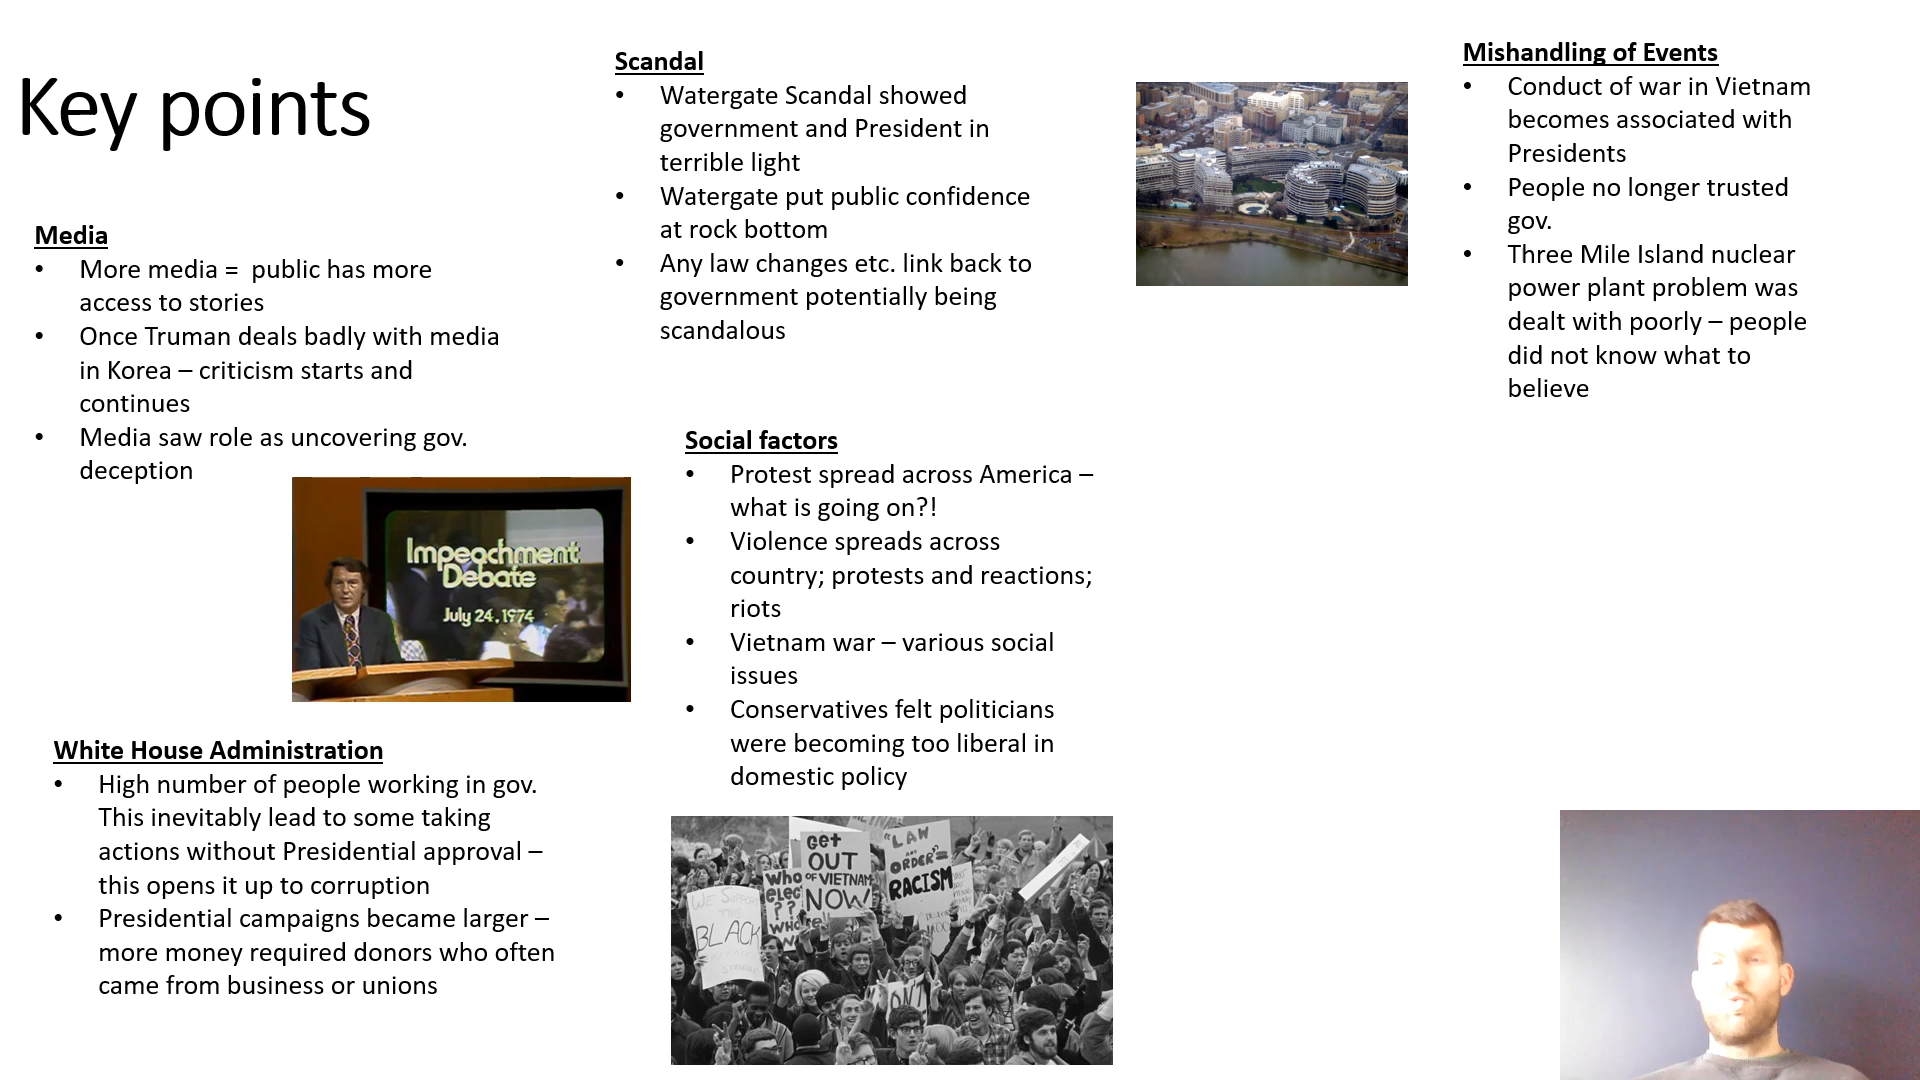 Key points
Media
• More media =  public has more
access to stories
• Once Truman deals badly with media
in Korea – criticism starts and
continues
• Media saw role as uncovering gov.
deception
Impeachment
Debate
July 24, 1974
White House Administration
• High number of people working in gov.
This inevitably lead to some taking
actions without Presidential approval –
this opens it up to corruption
• Presidential campaigns became larger –
more money required donors who often
came from business or unions
Scandal
• Watergate Scandal showed
government and President in
terrible light
• Watergate put public confidence
at rock bottom
• Any law changes etc. link back to
government potentially being
scandalous
Social factors
• Protest spread across America –
what is going on?!
• Violence spreads across
country; protests and reactions;
riots
• Vietnam war – various social
issues
• Conservatives felt politicians
were becoming too liberal in
domestic policy
WE SUPPORT
THE
BLACK
Who
elec
??
Who
Get
OUT
OF VIETNAM
NOW
"LAW
AND
ORDER"=
RACISM
Mishandling of Events
• Conduct of war in Vietnam
becomes associated with
Presidents
• People no longer trusted
gov.
• Three Mile Island nuclear
power plant problem was
dealt with poorly – people
did not know what to
believe